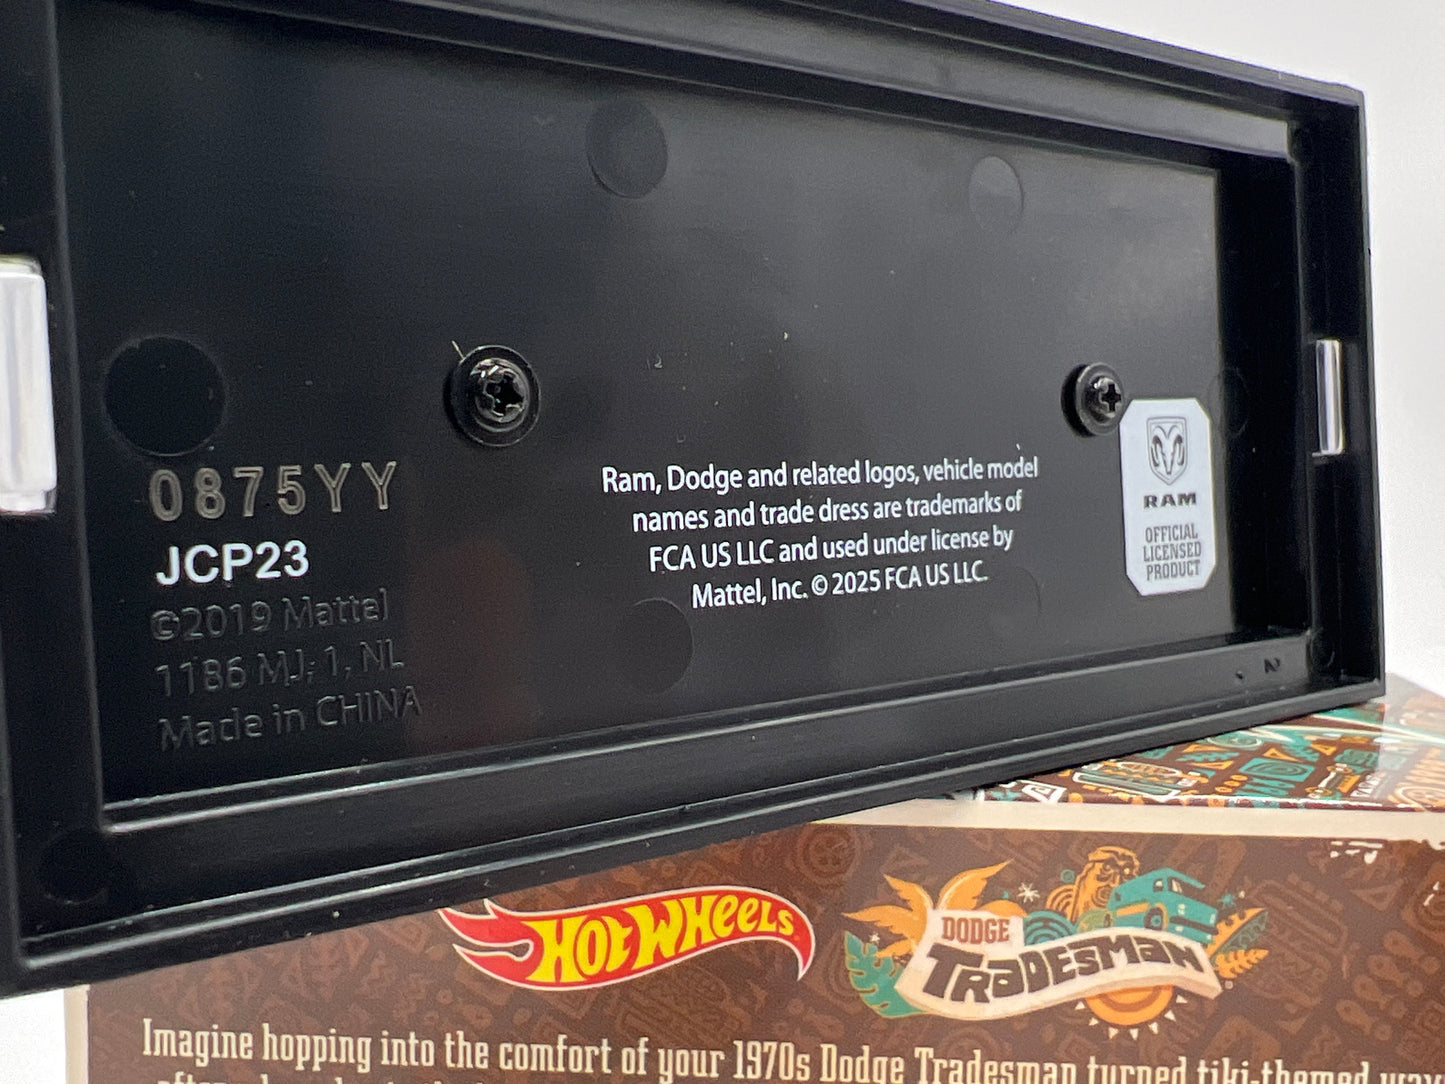 0875YY
JCP23
©2019 Mattel
1186 MJ, 1, NL
Made in CHINA
Ram, Dodge and related logos, vehicle model
names and trade dress are trademarks of
FCA US LLC and used under license by
Mattel, Inc. © 2025 FCA US LLC.
RAM
OFFICIAL
LICENSED
PRODUCT
N
HOT WHEELS
DODGE
TRADESMAN
Imagine hopping into the comfort of your 1970s Dodge Tradesman turned tiki-themed